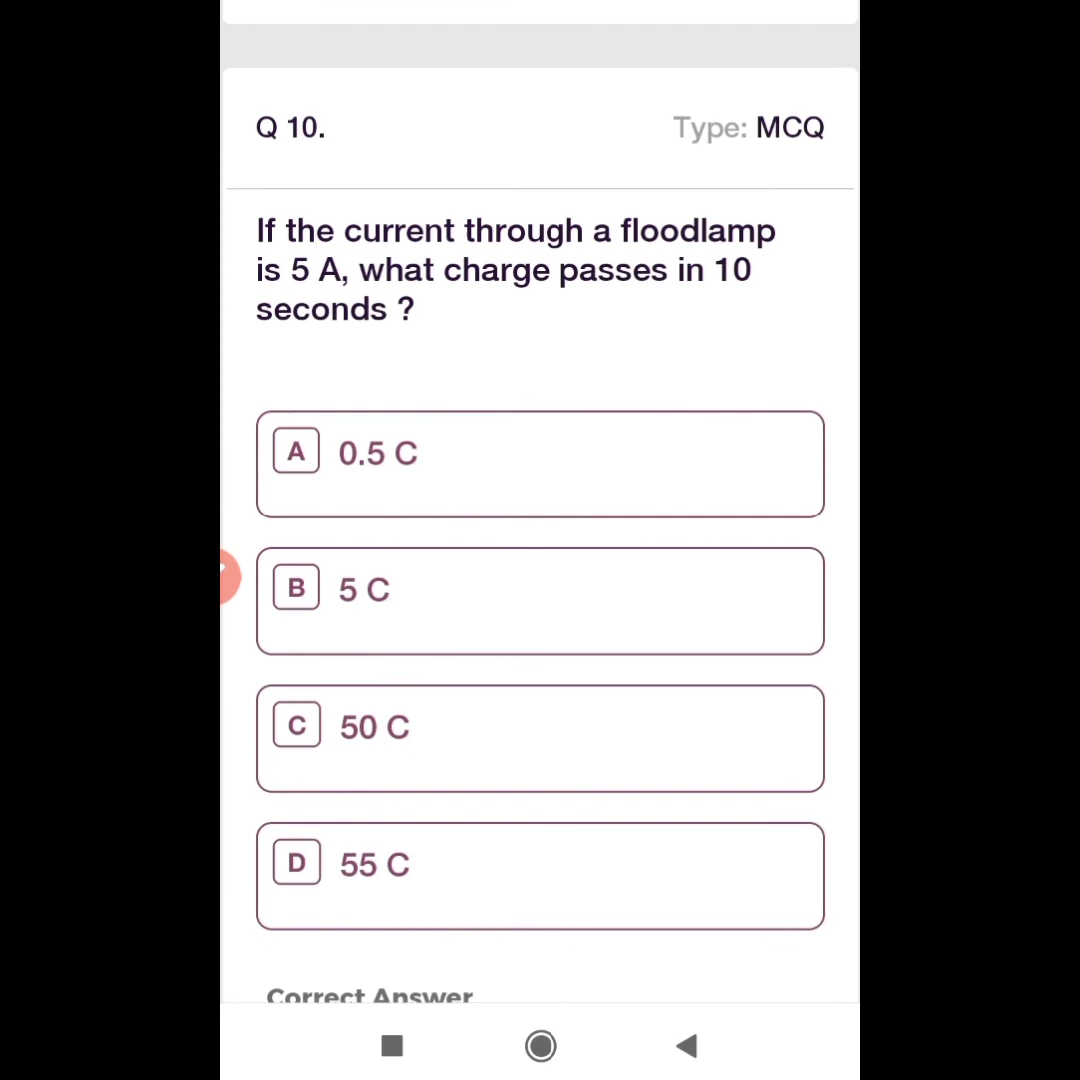 Q 10.
Type: MCQ
If the current through a floodlamp
is 5 A, what charge passes in 10
seconds ?
A 0.5 C
B 5 C
C 50 C
D 55 C
Correct Answer